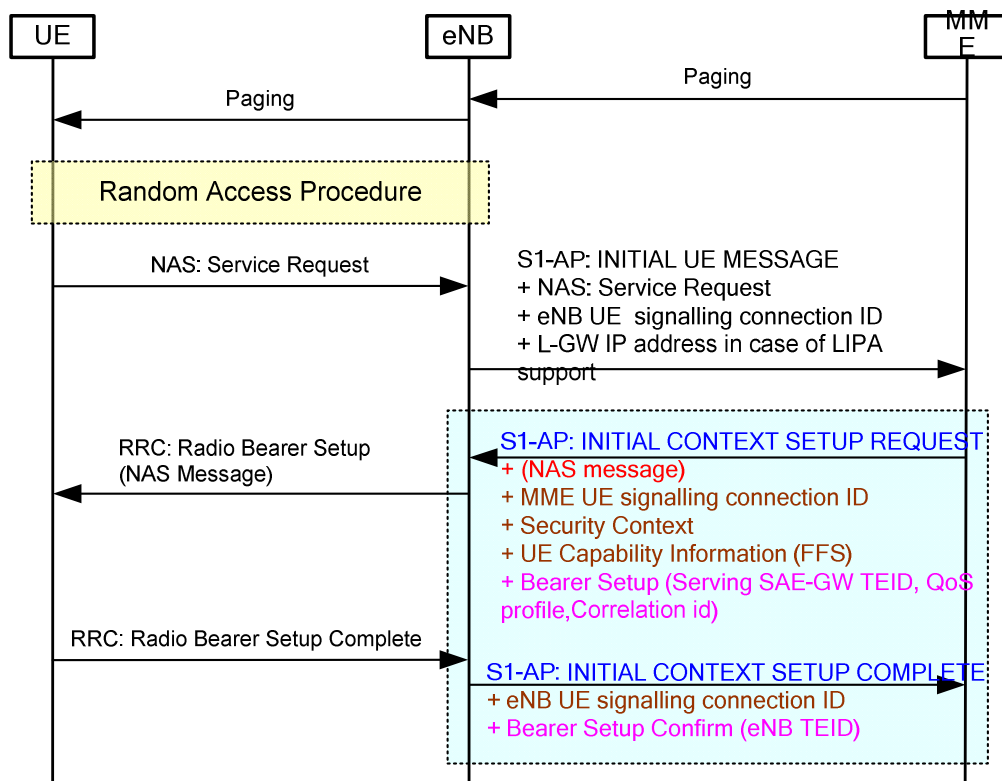 UE
eNB
MM
E
Paging
Paging
Random Access Procedure
NAS: Service Request
S1-AP: INITIAL UE MESSAGE
+ NAS: Service Request
+ eNB UE  signalling connection ID
+ L-GW IP address in case of LIPA
support
RRC: Radio Bearer Setup
(NAS Message)
S1-AP: INITIAL CONTEXT SETUP REQUEST
+ (NAS message)
+ MME UE signalling connection ID
+ Security Context
+ UE Capability Information (FFS)
+ Bearer Setup (Serving SAE-GW TEID, QoS
profile,Correlation id)
RRC: Radio Bearer Setup Complete
S1-AP: INITIAL CONTEXT SETUP COMPLETE
+ eNB UE signalling connection ID
+ Bearer Setup Confirm (eNB TEID)